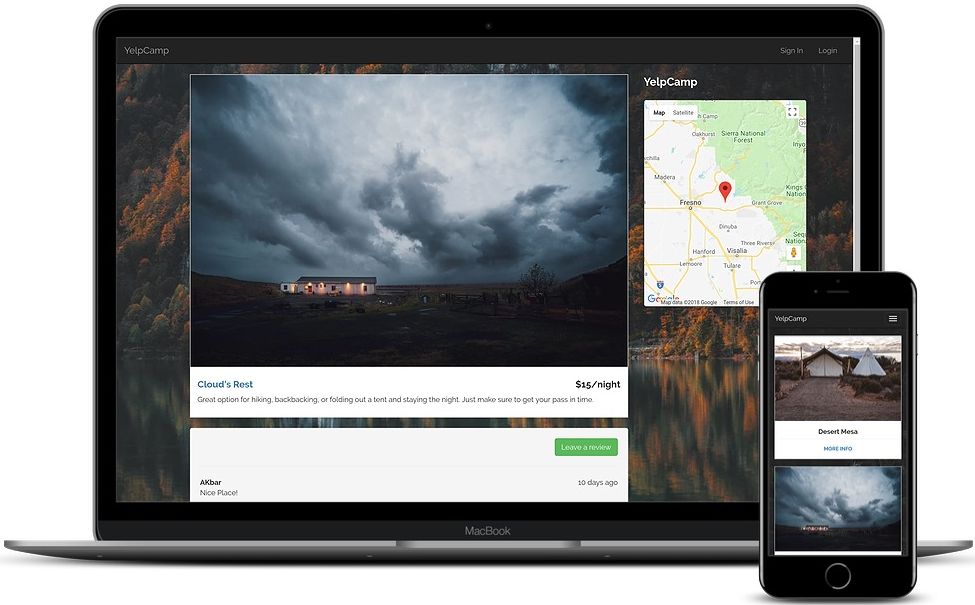 YelpCamp
Sign In
Login
YelpCamp
Map
Satellite
Oakhurst
Sierra National
Forest
Madera
Fresno
Kings C
Nation
Grant Grove
Dinuba
Three Rivers
Hanford
Visalia
Lemoore
Tulare
Google
Map data ©2018 Google
Terms of Use
Cloud's Rest
$15/night
Great option for hiking, backbacking, or folding out a tent and staying the night. Just make sure to get your pass in time.
Leave a review
AKbar
10 days ago
Nice Place!
MacBook
YelpCamp
Desert Mesa
MORE INFO